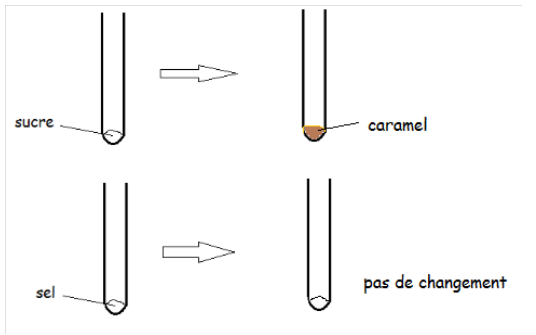 sucre
caramel
sel
pas de changement